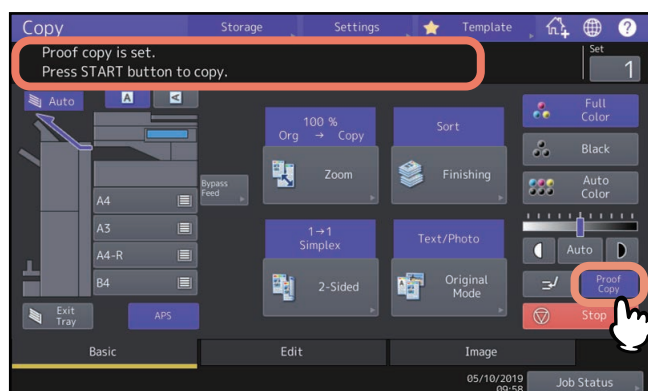 Copy
Storage
Settings
Template
?
Proof copy is set.
Press START button to copy.
Set
1
Auto
A
A
100 %
Org → Copy
Sort
Full
Color
Zoom
Finishing
Black
Bypass
Feed
A4
Auto
Color
A3
1→1
Simplex
Text/Photo
A4-R
Auto
B4
2-Sided
Original
Mode
Proof
Copy
Exit
Tray
APS
Stop
Basic
Edit
Image
05/10/2019
09:58
Job Status